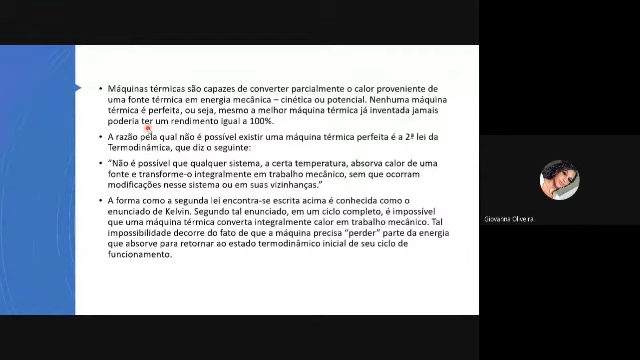 • Máquinas térmicas são capazes de converter parcialmente o calor proveniente de
uma fonte térmica em energia mecânica – cinética ou potencial. Nenhuma máquina
térmica é perfeita, ou seja, mesmo a melhor máquina térmica já inventada jamais
poderia ter um rendimento igual a 100%.
• A razão pela qual não é possível existir uma máquina térmica perfeita é a 2ª lei da
Termodinâmica, que diz o seguinte:
• “Não é possível que qualquer sistema, a certa temperatura, absorva calor de uma
fonte e transforme-o integralmente em trabalho mecânico, sem que ocorram
modificações nesse sistema ou em suas vizinhanças.”
• A forma como a segunda lei encontra-se escrita acima é conhecida como o
enunciado de Kelvin. Segundo tal enunciado, em um ciclo completo, é impossível
que uma máquina térmica converta integralmente calor em trabalho mecânico. Tal
impossibilidade decorre do fato de que a máquina precisa “perder” parte da energia
que absorve para retornar ao estado termodinâmico inicial de seu ciclo de
funcionamento.
Giovanna Oliveira